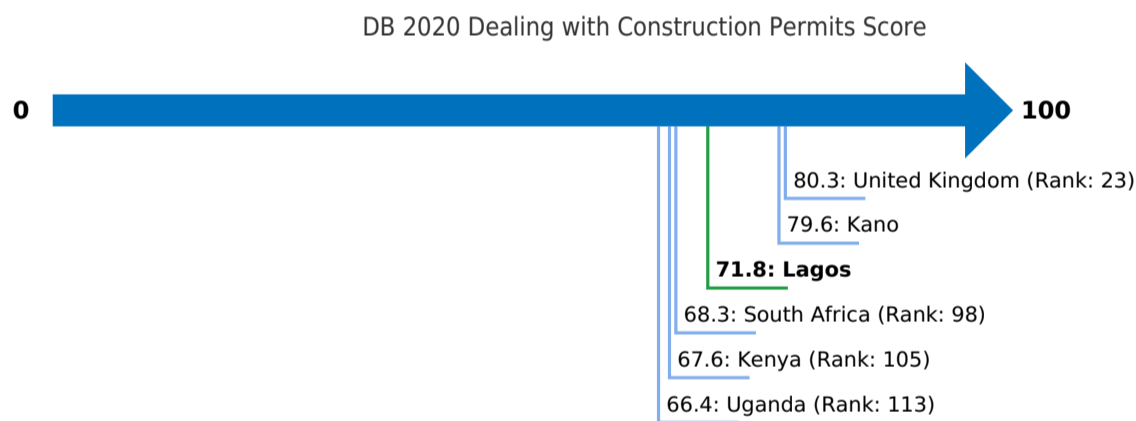 DB 2020 Dealing with Construction Permits Score
0
100
80.3: United Kingdom (Rank: 23)
79.6: Kano
71.8: Lagos
68.3: South Africa (Rank: 98)
67.6: Kenya (Rank: 105)
66.4: Uganda (Rank: 113)